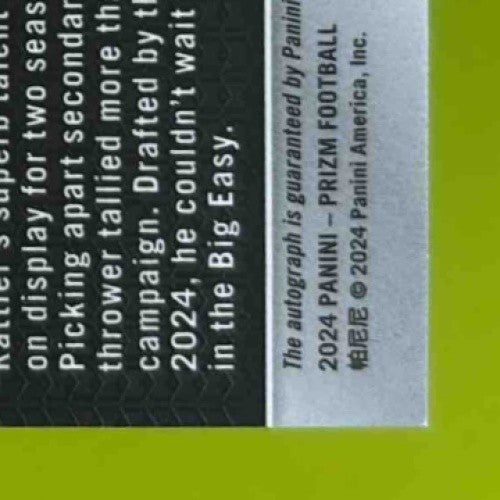 on display for two seas
Picking apart secondar
thrower tallied more th
campaign. Drafted by t
2024, he couldn't wait
in the Big Easy.
The autograph is guaranteed by Panini
2024 PANINI – PRIZM FOOTBALL
帕尼尼 © 2024 Panini America, Inc.